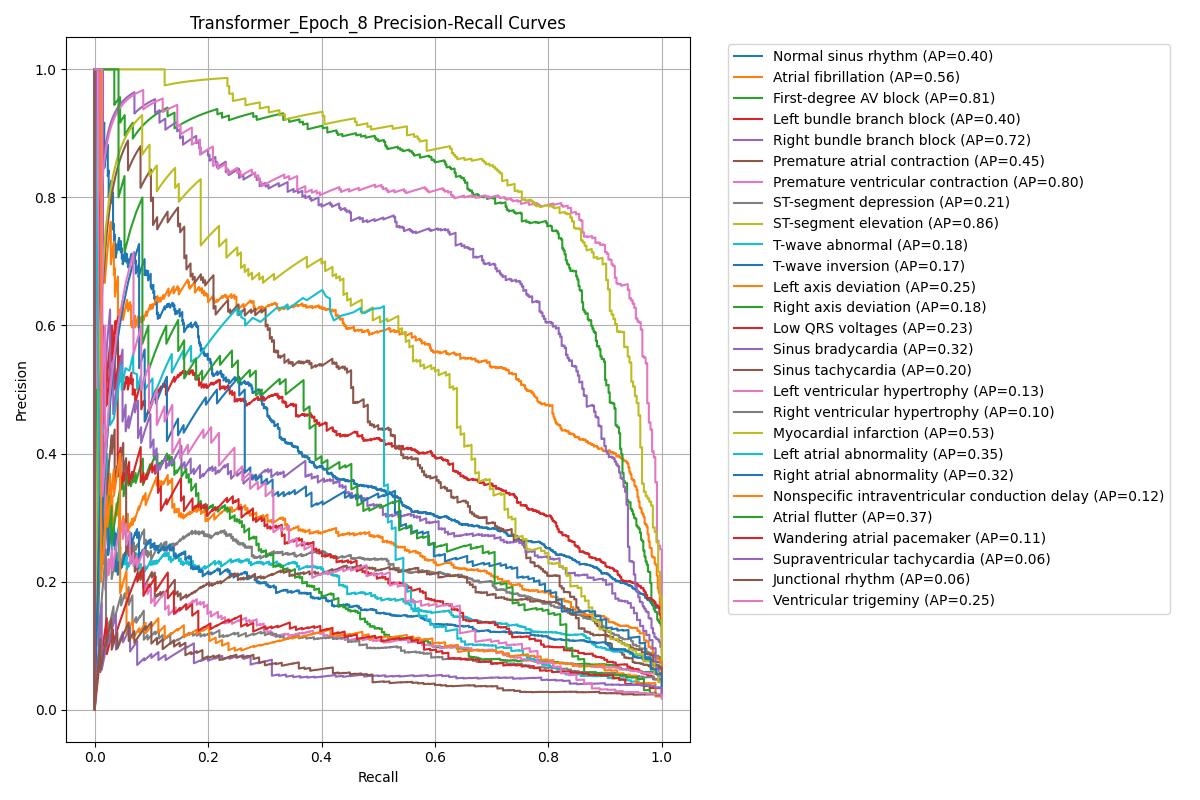 Transformer_Epoch_8 Precision-Recall Curves
Precision
1.0
0.8
0.6
0.4
0.2
0.0
0.0 0.2 0.4 0.6 0.8 1.0
Recall
Normal sinus rhythm (AP=0.40)
Atrial fibrillation (AP=0.56)
First-degree AV block (AP=0.81)
Left bundle branch block (AP=0.40)
Right bundle branch block (AP=0.72)
Premature atrial contraction (AP=0.45)
Premature ventricular contraction (AP=0.80)
ST-segment depression (AP=0.21)
ST-segment elevation (AP=0.86)
T-wave abnormal (AP=0.18)
T-wave inversion (AP=0.17)
Left axis deviation (AP=0.25)
Right axis deviation (AP=0.18)
Low QRS voltages (AP=0.23)
Sinus bradycardia (AP=0.32)
Sinus tachycardia (AP=0.20)
Left ventricular hypertrophy (AP=0.13)
Right ventricular hypertrophy (AP=0.10)
Myocardial infarction (AP=0.53)
Left atrial abnormality (AP=0.35)
Right atrial abnormality (AP=0.32)
Nonspecific intraventricular conduction delay (AP=0.12)
Atrial flutter (AP=0.37)
Wandering atrial pacemaker (AP=0.11)
Supraventricular tachycardia (AP=0.06)
Junctional rhythm (AP=0.06)
Ventricular trigeminy (AP=0.25)